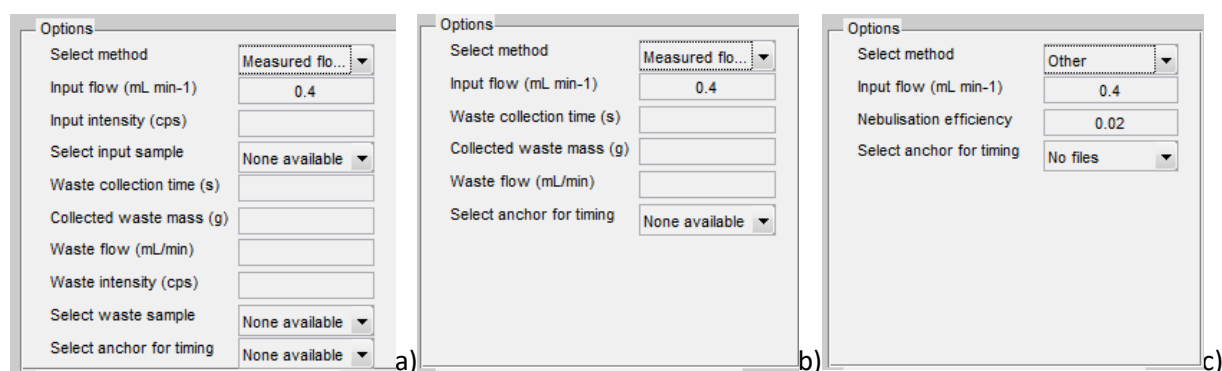 Options
Select method Measured flo...
Input flow (mL min-1) 0.4
Input intensity (cps)
Select input sample None available
Waste collection time (s)
Collected waste mass (g)
Waste flow (mL/min)
Waste intensity (cps)
Select waste sample None available
Select anchor for timing None available
a)
Options
Select method Measured flo...
Input flow (mL min-1) 0.4
Waste collection time (s)
Collected waste mass (g)
Waste flow (mL/min)
Select anchor for timing None available
b)
Options
Select method Other
Input flow (mL min-1) 0.4
Nebulisation efficiency 0.02
Select anchor for timing No files
c)